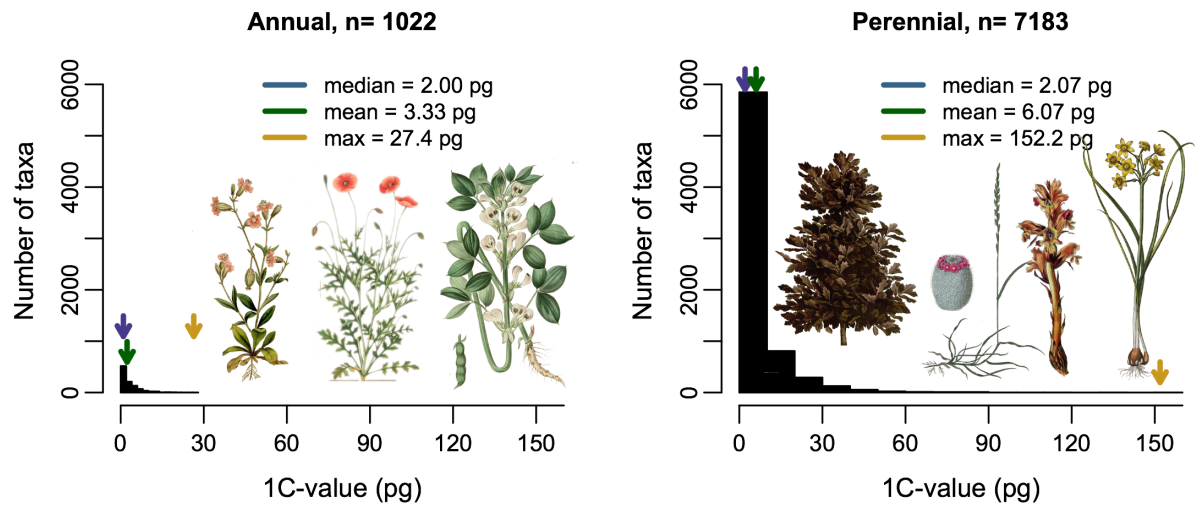 Annual, n= 1022
median = 2.00 pg
mean = 3.33 pg
max = 27.4 pg
Number of taxa
0
2000
4000
6000
0 30 60 90 120 150
1C-value (pg)
Perennial, n= 7183
median = 2.07 pg
mean = 6.07 pg
max = 152.2 pg
Number of taxa
0
2000
4000
6000
0 30 60 90 120 150
1C-value (pg)